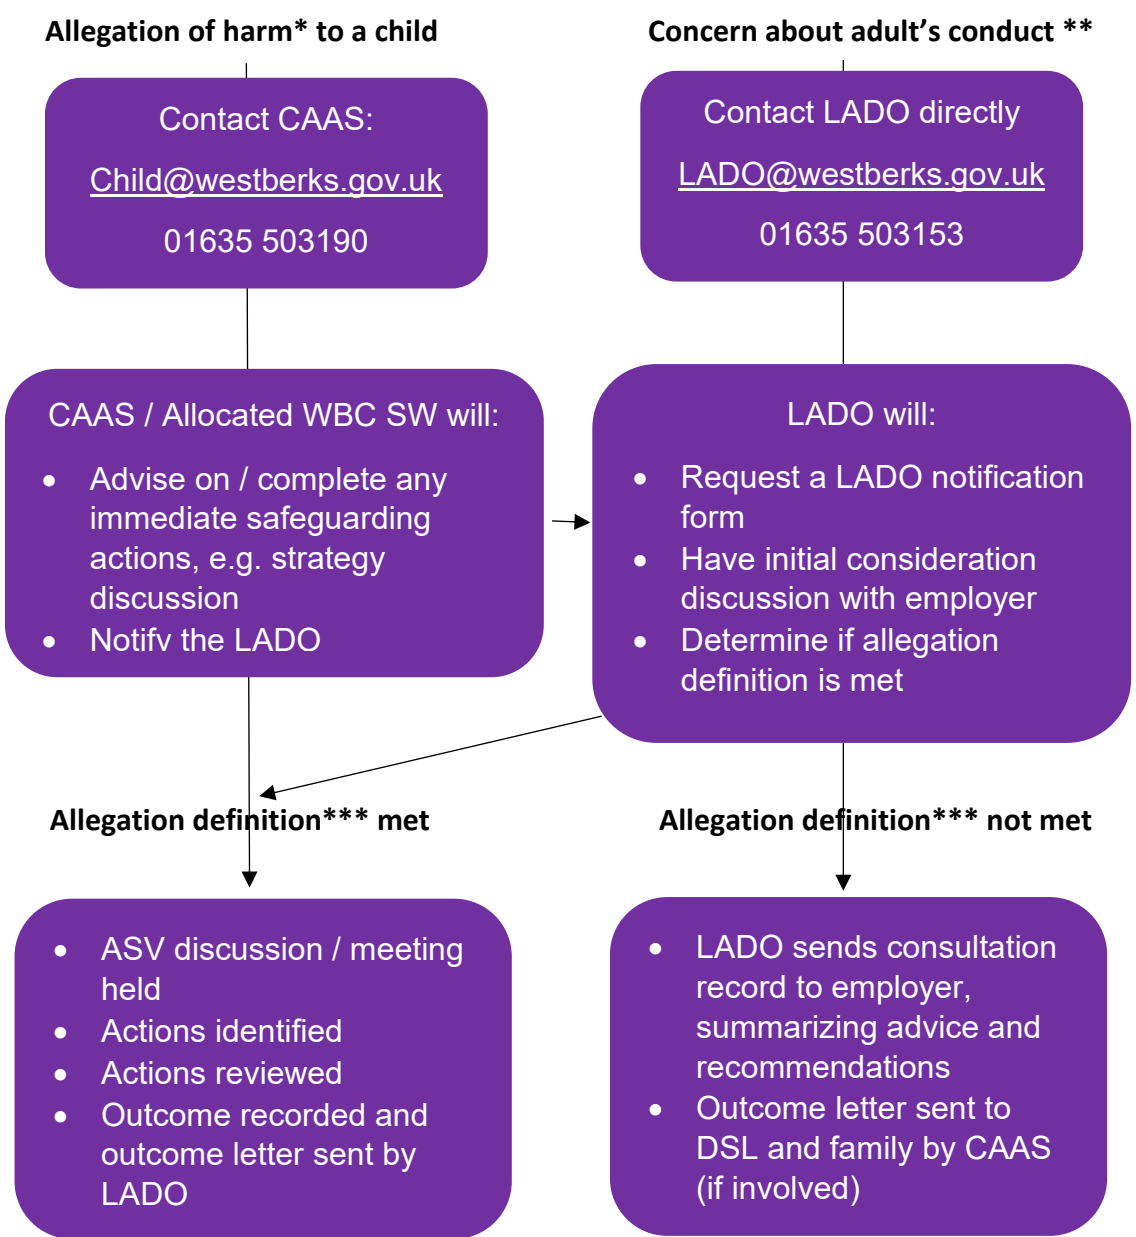 Allegation of harm* to a child
Concern about adult's conduct **
Contact CAAS:
Child@westberks.gov.uk
01635 503190
Contact LADO directly
LADO@westberks.gov.uk
01635 503153
CAAS / Allocated WBC SW will:
• Advise on / complete any
immediate safeguarding
actions, e.g. strategy
discussion
• Notify the LADO
LADO will:
• Request a LADO notification
form
• Have initial consideration
discussion with employer
• Determine if allegation
definition is met
Allegation definition*** met
Allegation definition*** not met
• ASV discussion / meeting
held
• Actions identified
• Actions reviewed
• Outcome recorded and
outcome letter sent by
LADO
• LADO sends consultation
record to employer,
summarizing advice and
recommendations
• Outcome letter sent to
DSL and family by CAAS
(if involved)